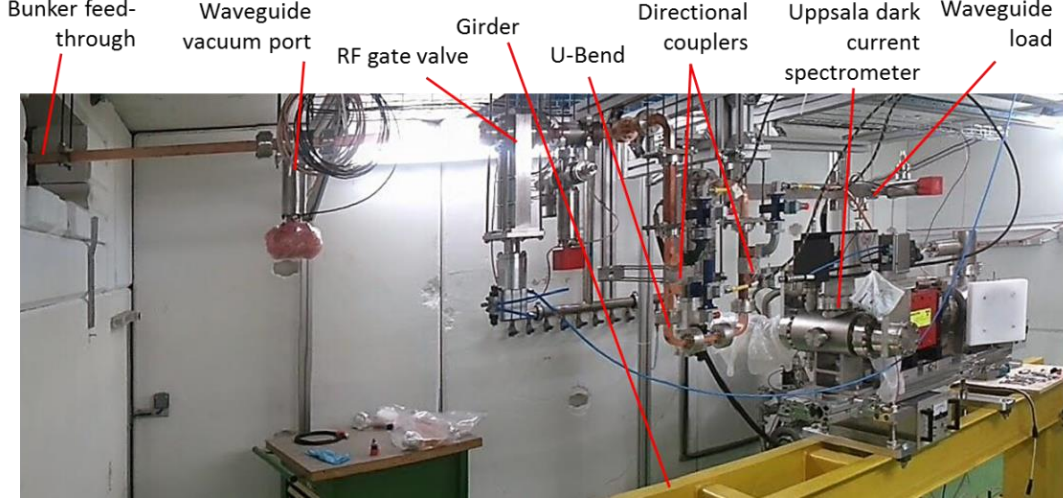 Bunker feed-
through
Waveguide
vacuum port
RF gate valve
Girder
U-Bend
Directional
couplers
Uppsala dark
current
spectrometer
Waveguide
load